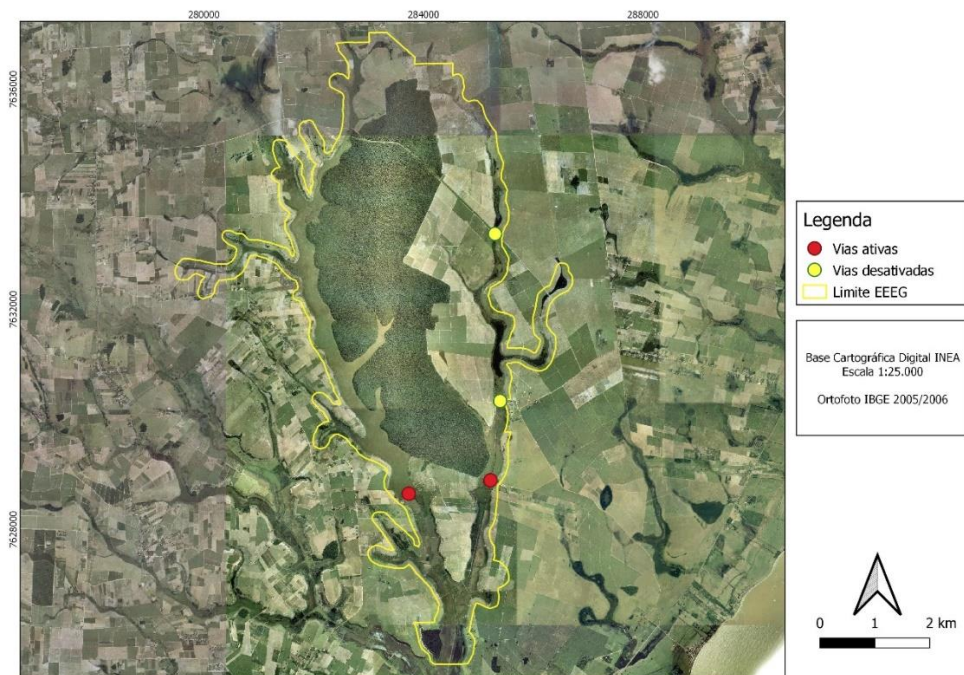 280000 284000 288000
7636000
7632000
7628000
Legenda
Vias ativas
Vias desativadas
Limite EEEG
Base Cartográfica Digital INEA
Escala 1:25.000
Ortofoto IBGE 2005/2006
0 1 2 km